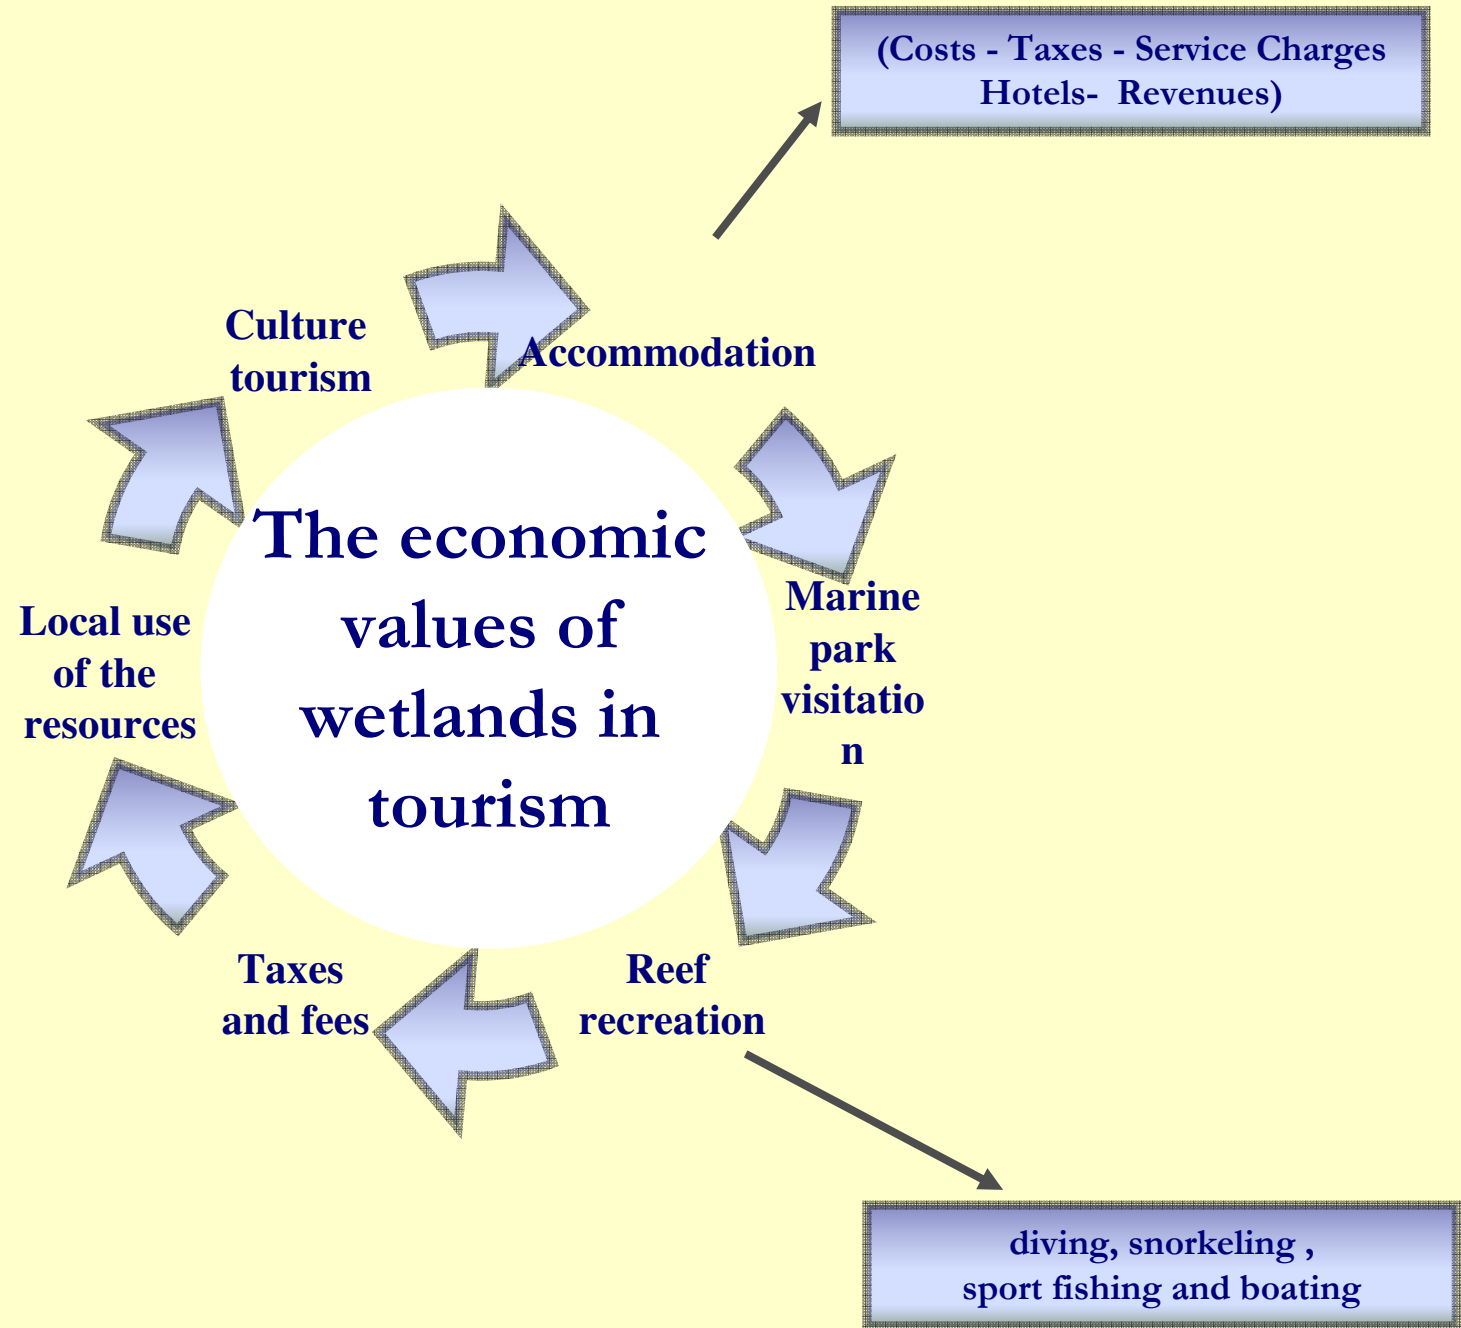 (Costs - Taxes - Service Charges
Hotels- Revenues)
Culture
tourism
Accommodation
The economic
values of
wetlands in
tourism
Marine
park
visitatio
n
Local use
of the
resources
Taxes
and fees
Reef
recreation
diving, snorkeling ,
sport fishing and boating